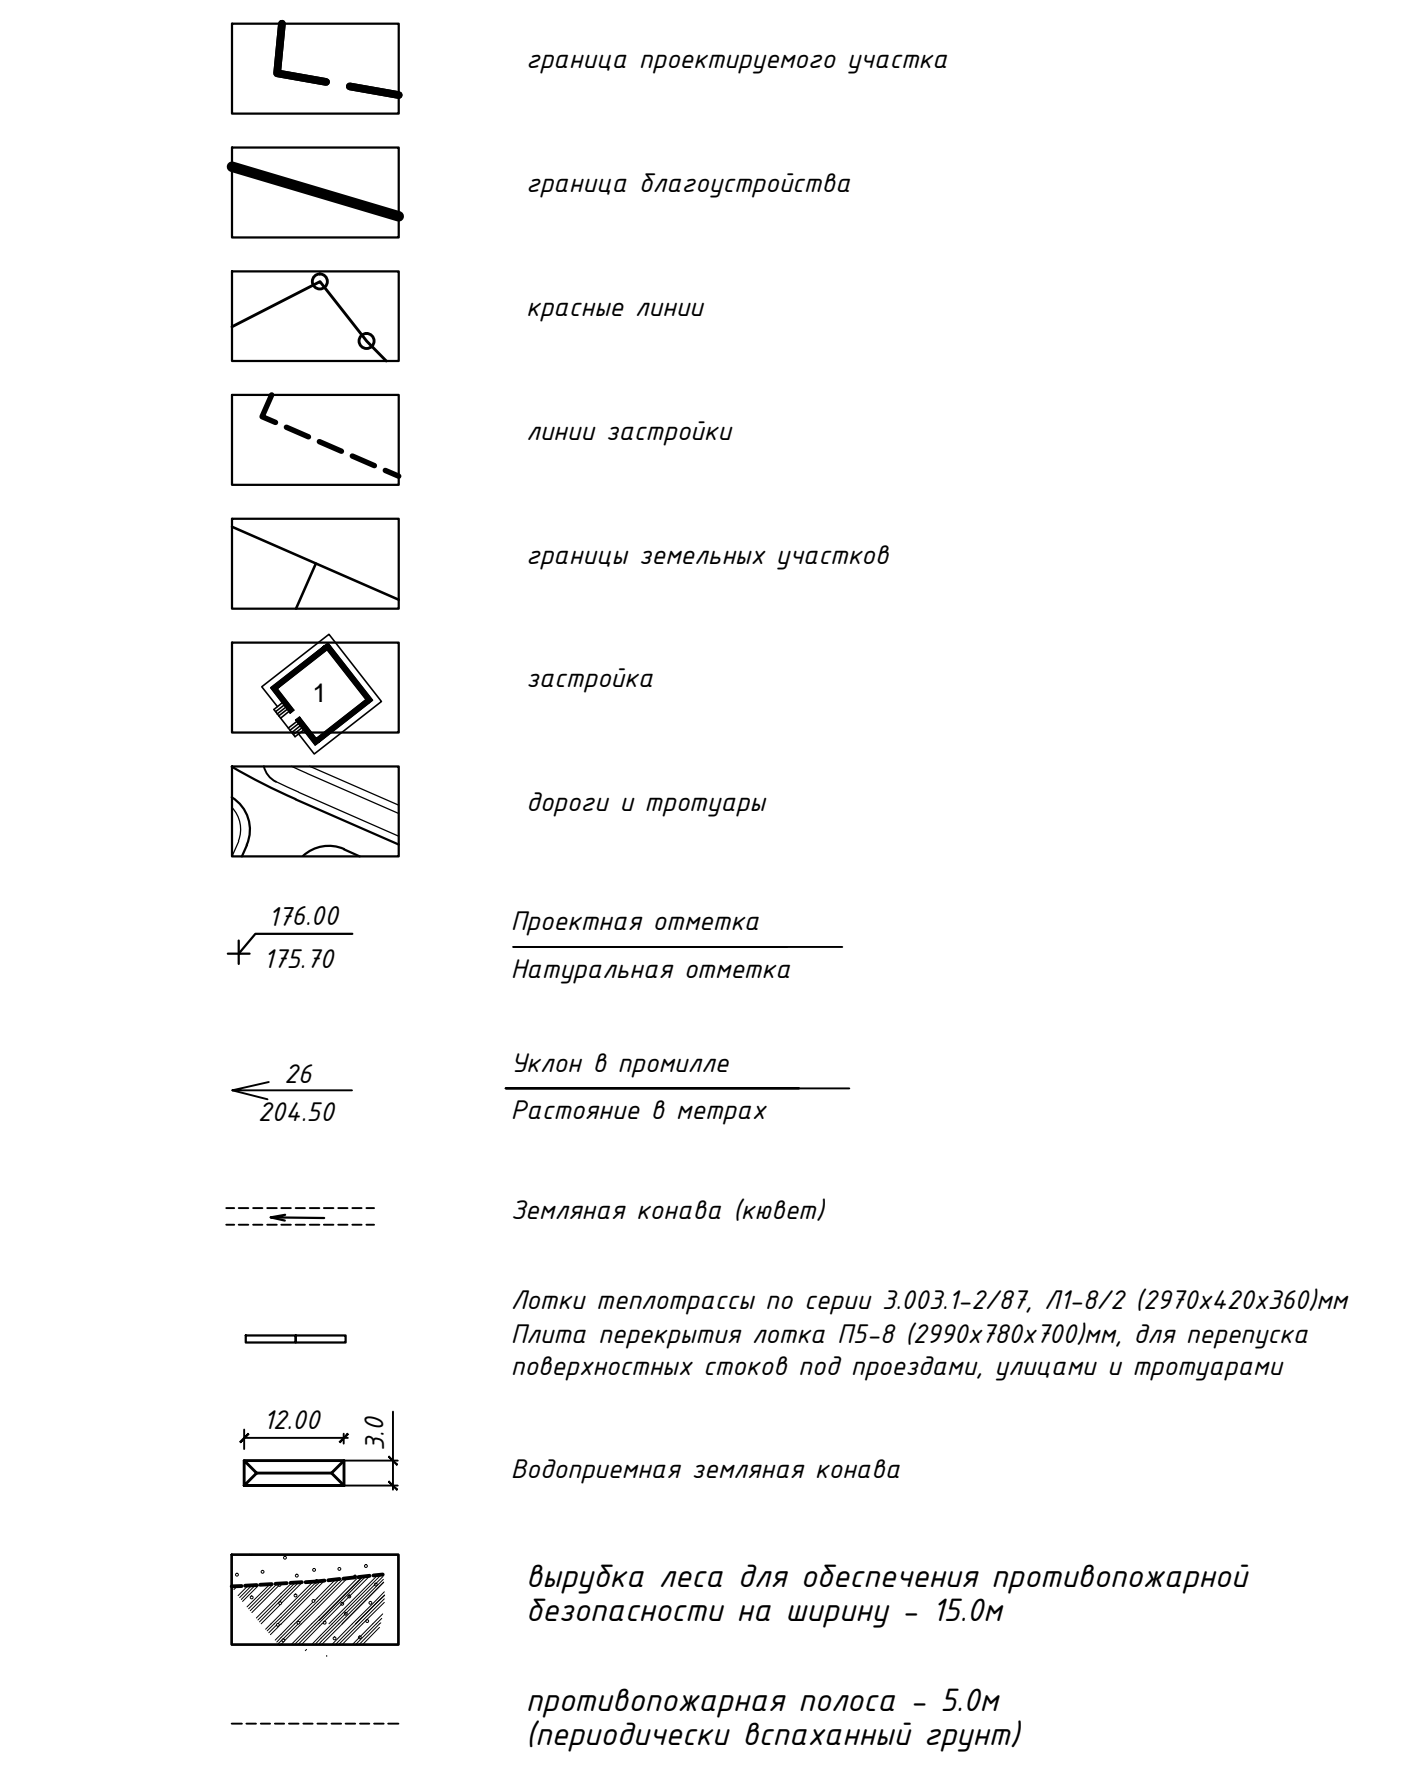 граница проектируемого участка
граница благоустройства
красные линии
линии застройки
границы земельных участков
1
застройка
дороги и тротуары
176.00
175.70
Проектная отметка
Натуральная отметка
26
204.50
Уклон в промилле
Растояние в метрах
Земляная конава (кювет)
Лотки теплотрассы по серии 3.003.1-2/87, Л1-8/2 (2970х420х360)мм
Плита перекрытия лотка П5-8 (2990х780х700)мм, для перепуска
поверхностных стоков под проездами, улицами и тротуарами
12.00
3.0
Водоприемная земляная конава
вырубка леса для обеспечения противопожарной
безопасности на ширину - 15.0м
противопожарная полоса - 5.0м
(периодически вспаханный грунт)